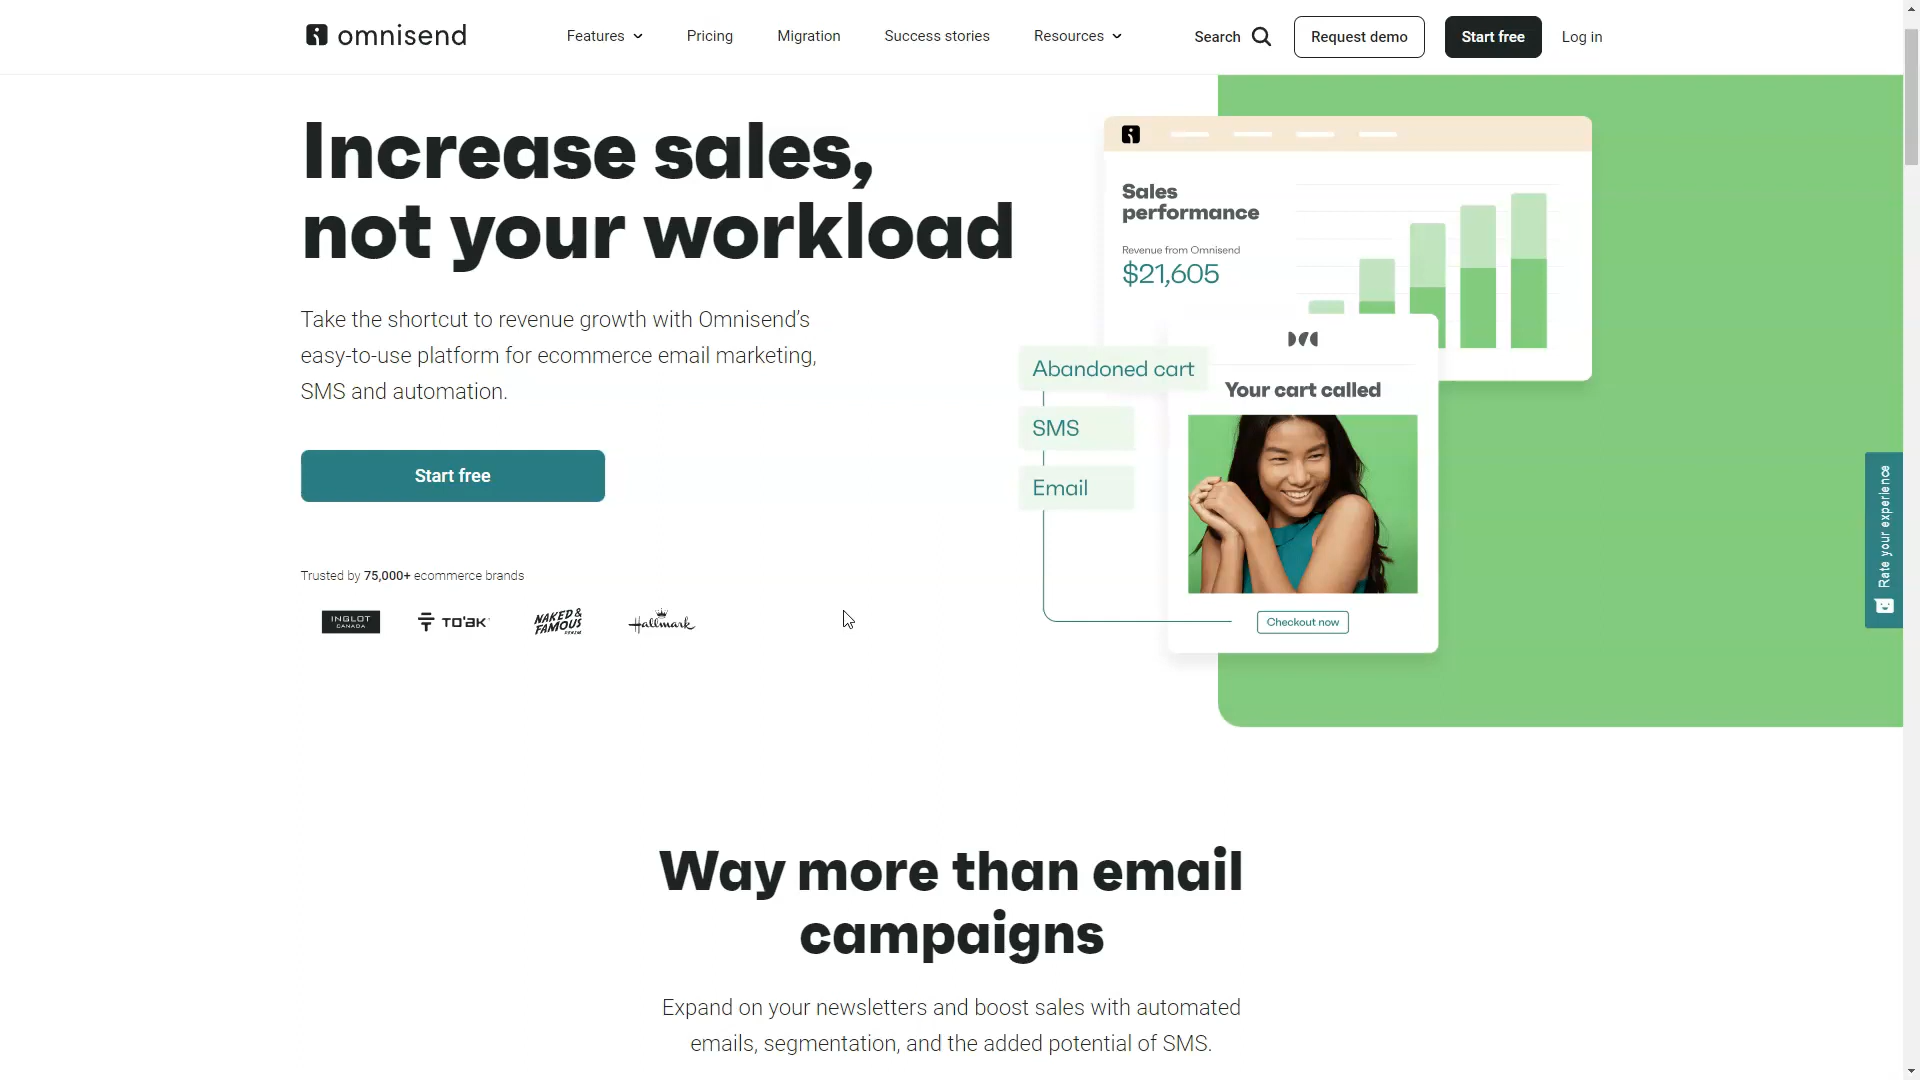 omnisend
Features
Pricing
Migration
Success stories
Resources
Search
Request demo
Start free
Log in
Increase sales,
not your workload
Take the shortcut to revenue growth with Omnisend’s
easy-to-use platform for ecommerce email marketing,
SMS and automation.
Start free
Trusted by 75,000+ ecommerce brands
INGLOT
CANADA
TO'AK
NAKED &
FAMOUS
DENIM
Hallmark
Sales
performance
Revenue from Omnisend
$21,605
Abandoned cart
SMS
Email
Your cart called
Checkout now
Rate your experience
Way more than email
campaigns
Expand on your newsletters and boost sales with automated
emails, segmentation, and the added potential of SMS.